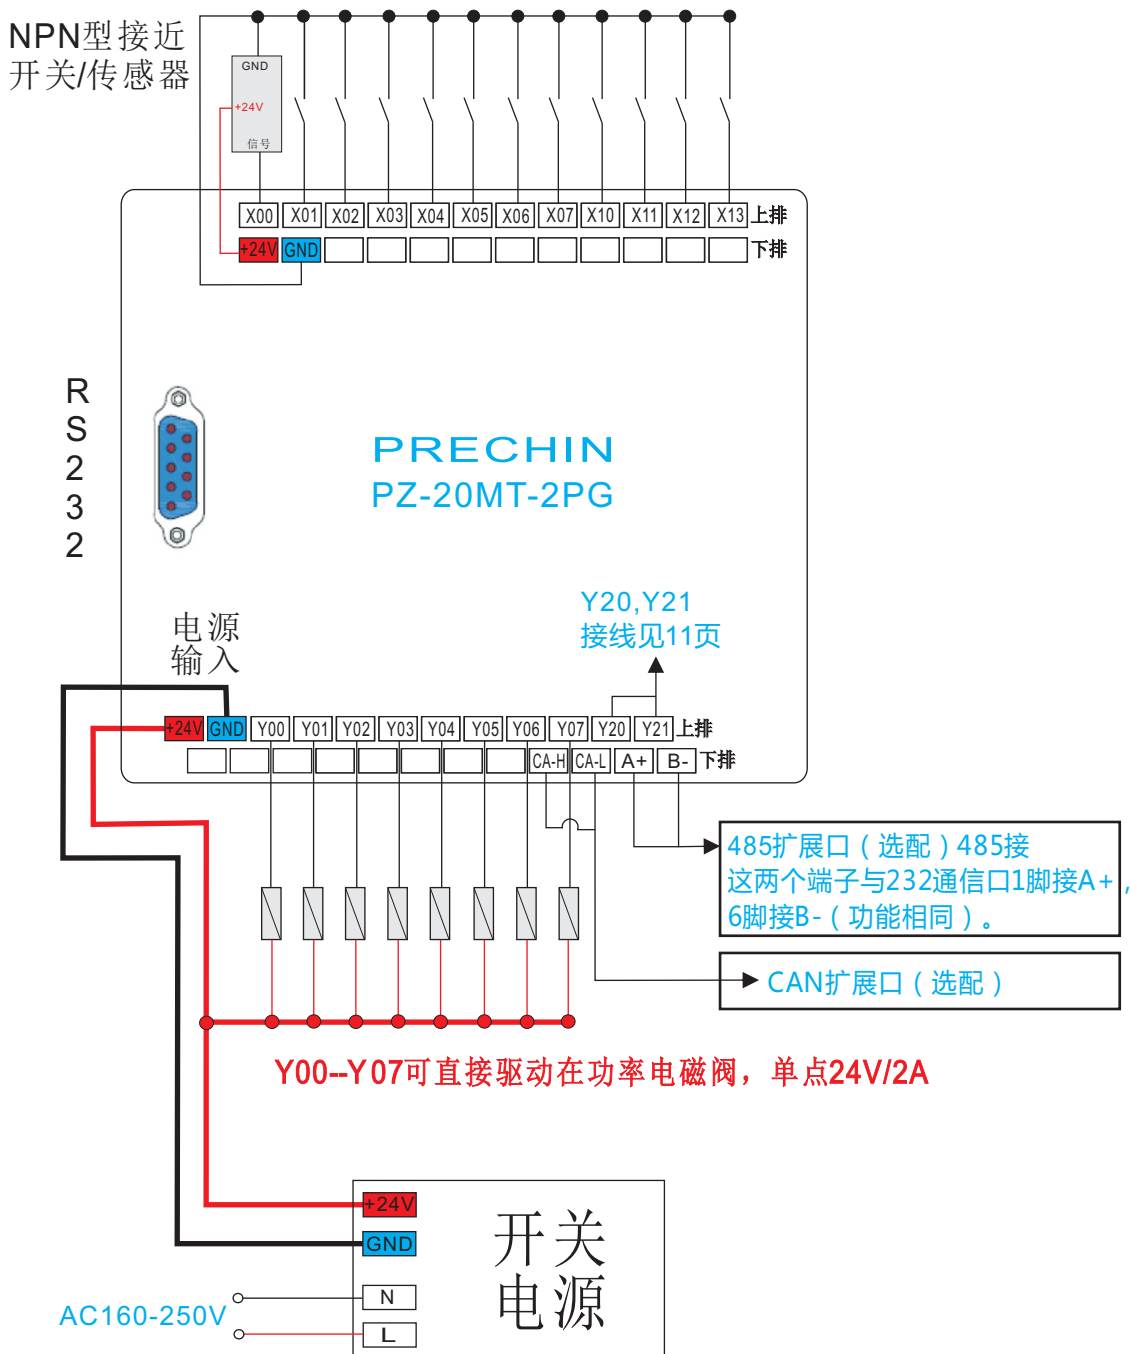 NPN型接近
开关/传感器
GND
+24V
信号
X00 X01 X02 X03 X04 X05 X06 X07 X10 X11 X12 X13 上排
+24V GND 下排
R
S
2
3
2
PRECHIN
PZ-20MT-2PG
Y20,Y21
接线见11页
电源
输入
+24V GND Y00 Y01 Y02 Y03 Y04 Y05 Y06 Y07 Y20 Y21 上排
CA-H CA-L A+ B- 下排
485扩展口（选配）485接
这两个端子与232通信口1脚接A+，
6脚接B-（功能相同）。
CAN扩展口（选配）
Y00--Y07可直接驱动在功率电磁阀，单点24V/2A
+24V
GND
N
L
开关
电源
AC160-250V